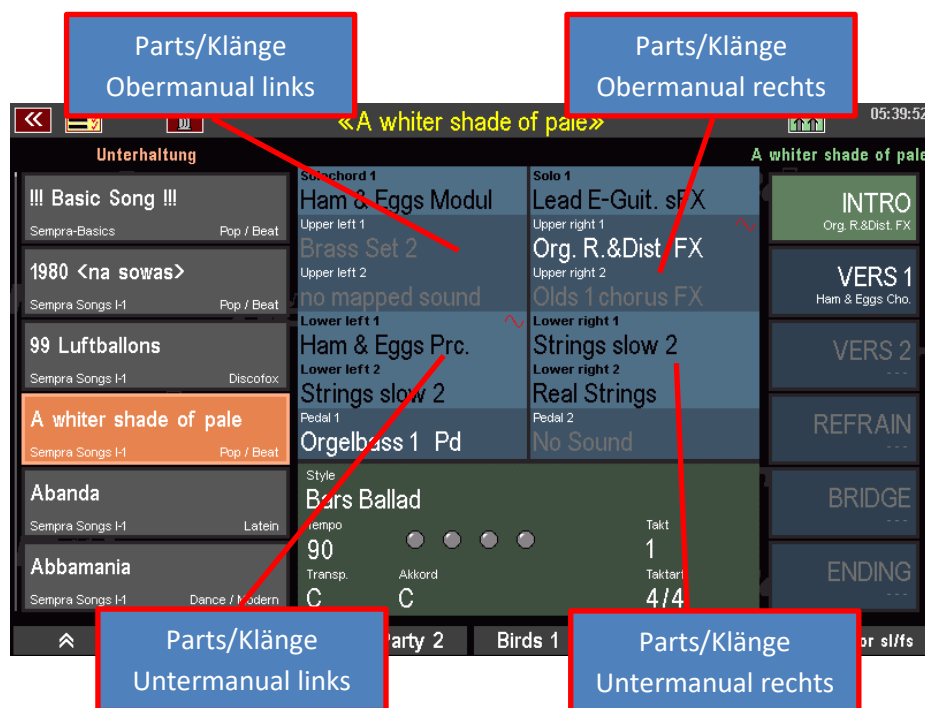 Parts/Klänge
Obermanual links
Parts/Klänge
Obermanual rechts
«A whiter shade of pale»
05:39:52
Unterhaltung
A whiter shade of pale
!!! Basic Song !!!
Sempra-Basics Pop / Beat
1980 <na sowas>
Sempra Songs I-1 Pop / Beat
99 Luftballons
Sempra Songs I-1 Discofox
A whiter shade of pale
Sempra Songs I-1 Pop / Beat
Abanda
Sempra Songs I-1 Latein
Abbamania
Sempra Songs I-1 Dance / Modern
Solochord 1
Ham & Eggs Modul
Solo 1
Lead E-Guit. sFX
Upper left 1
Brass Set 2
Upper right 1
Org. R.&Dist. FX
Upper left 2
no mapped sound
Upper right 2
Olds 1 chorus FX
Lower left 1
Ham & Eggs Prc.
Lower right 1
Strings slow 2
Lower left 2
Strings slow 2
Lower right 2
Real Strings
Pedal 1
Orgelbass 1 Pd
Pedal 2
No Sound
Style
Bars Ballad
Tempo
90
Takt
1
Transp.
C
Akkord
C
Taktart
4/4
INTRO
Org. R.&Dist. FX
VERS 1
Ham & Eggs Cho.
VERS 2
---
REFRAIN
---
BRIDGE
---
ENDING
---
Party 2
Birds 1
or sl/fs
Parts/Klänge
Untermanual links
Parts/Klänge
Untermanual rechts